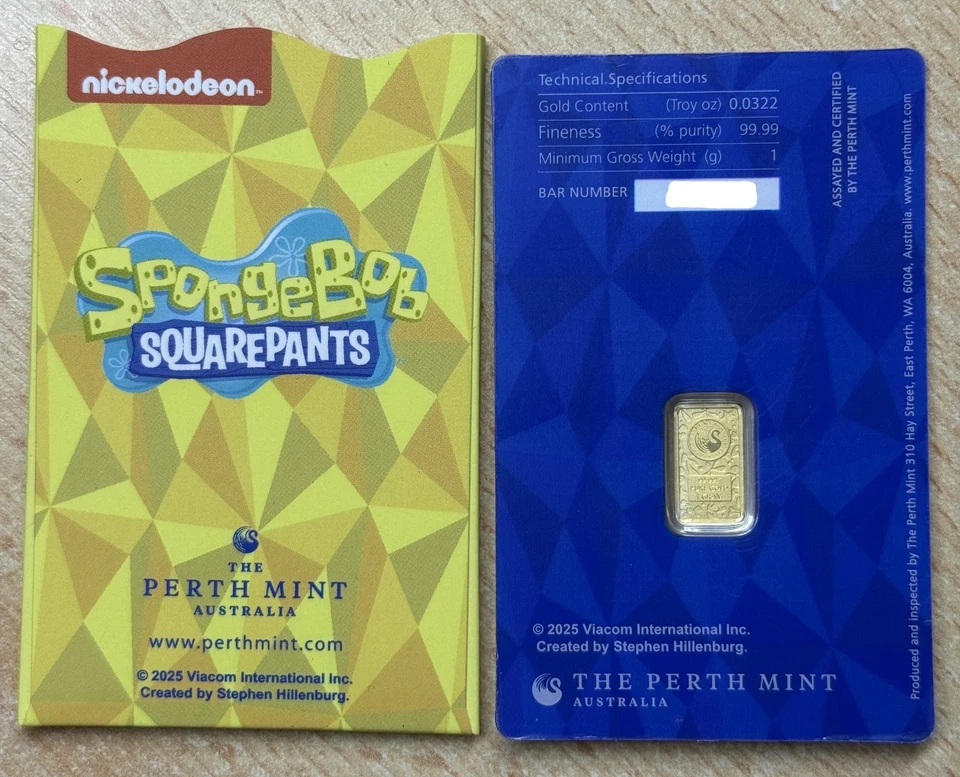 nickelodeon™
SpongeBob
SQUAREPANTS
THE
PERTH MINT
AUSTRALIA
www.perthmint.com
© 2025 Viacom International Inc.
Created by Stephen Hillenburg.
Technical Specifications
Gold Content (Troy oz) 0.0322
Fineness (% purity) 99.99
Minimum Gross Weight (g) 1
BAR NUMBER
ASSAYED AND CERTIFIED
BY THE PERTH MINT
Produced and inspected by The Perth Mint 310 Hay Street, East Perth, WA 6004, Australia. www.perthmint.com
© 2025 Viacom International Inc.
Created by Stephen Hillenburg.
THE PERTH MINT
AUSTRALIA